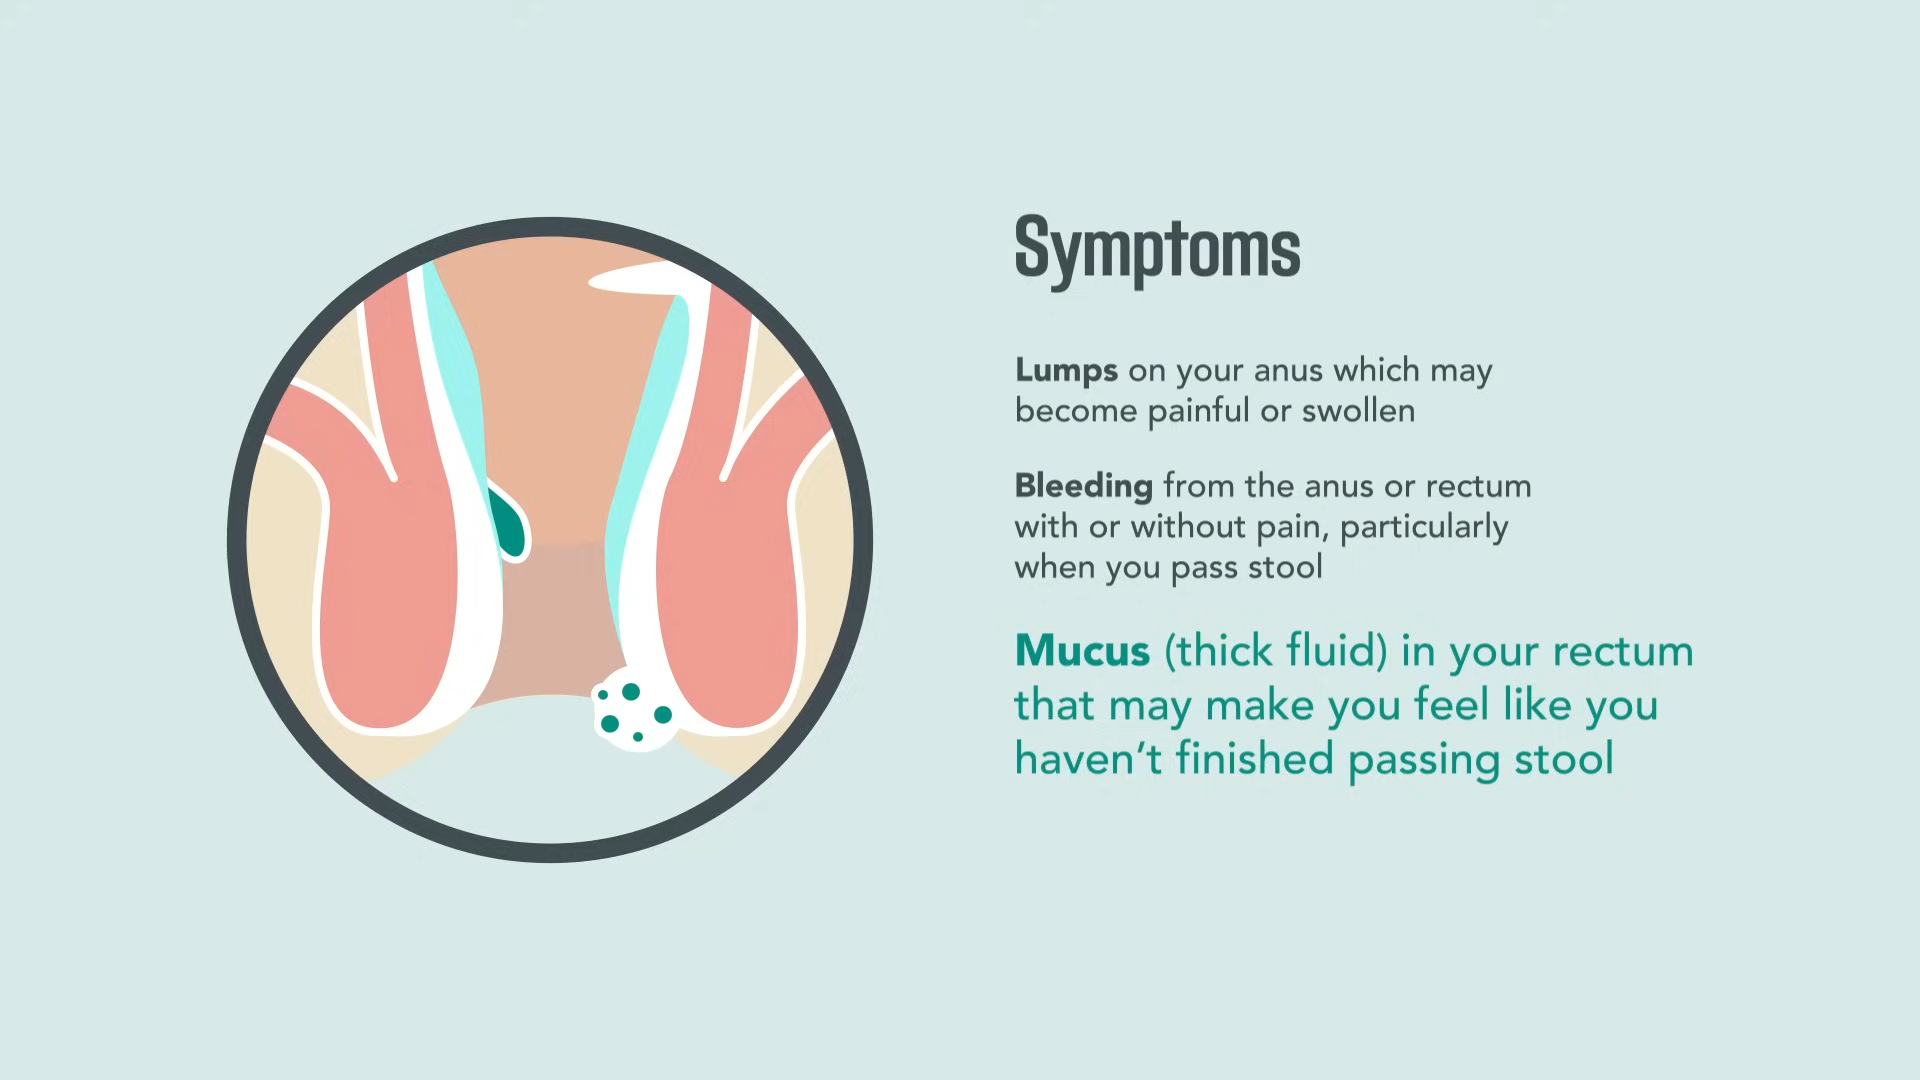 Symptoms
Lumps on your anus which may
become painful or swollen
Bleeding from the anus or rectum
with or without pain, particularly
when you pass stool
Mucus (thick fluid) in your rectum
that may make you feel like you
haven’t finished passing stool